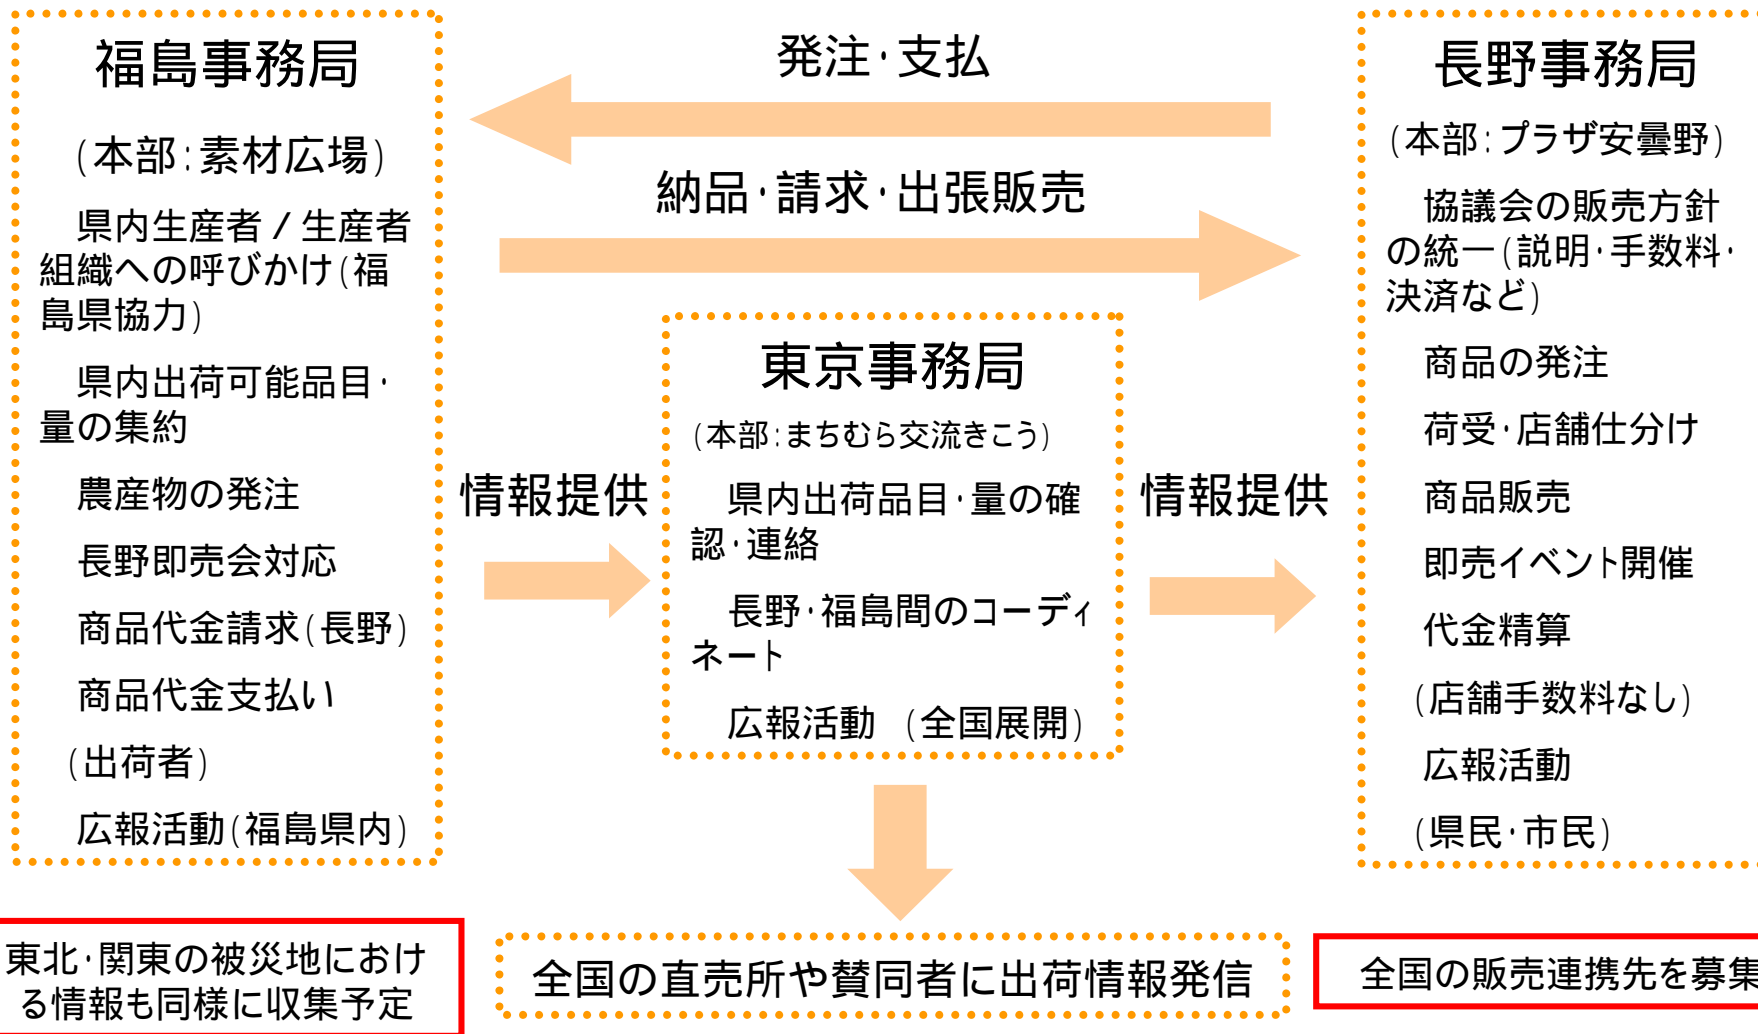 福島事務局
(本部:素材広場)
県内生産者/生産者
組織への呼びかけ(福
島県協力)
県内出荷可能品目・
量の集約
農産物の発注
長野即売会対応
商品代金請求(長野)
商品代金支払い
(出荷者)
広報活動(福島県内)
発注・支払
納品・請求・出張販売
情報提供
東京事務局
(本部:まちむら交流きこう)
県内出荷品目・量の確
認・連絡
長野・福島間のコーディ
ネート
広報活動 (全国展開)
情報提供
長野事務局
(本部:プラザ安曇野)
協議会の販売方針
の統一(説明・手数料・
決済など)
商品の発注
荷受・店舗仕分け
商品販売
即売イベント開催
代金精算
(店舗手数料なし)
広報活動
(県民・市民)
東北・関東の被災地におけ
る情報も同様に収集予定
全国の直売所や賛同者に出荷情報発信
全国の販売連携先を募集